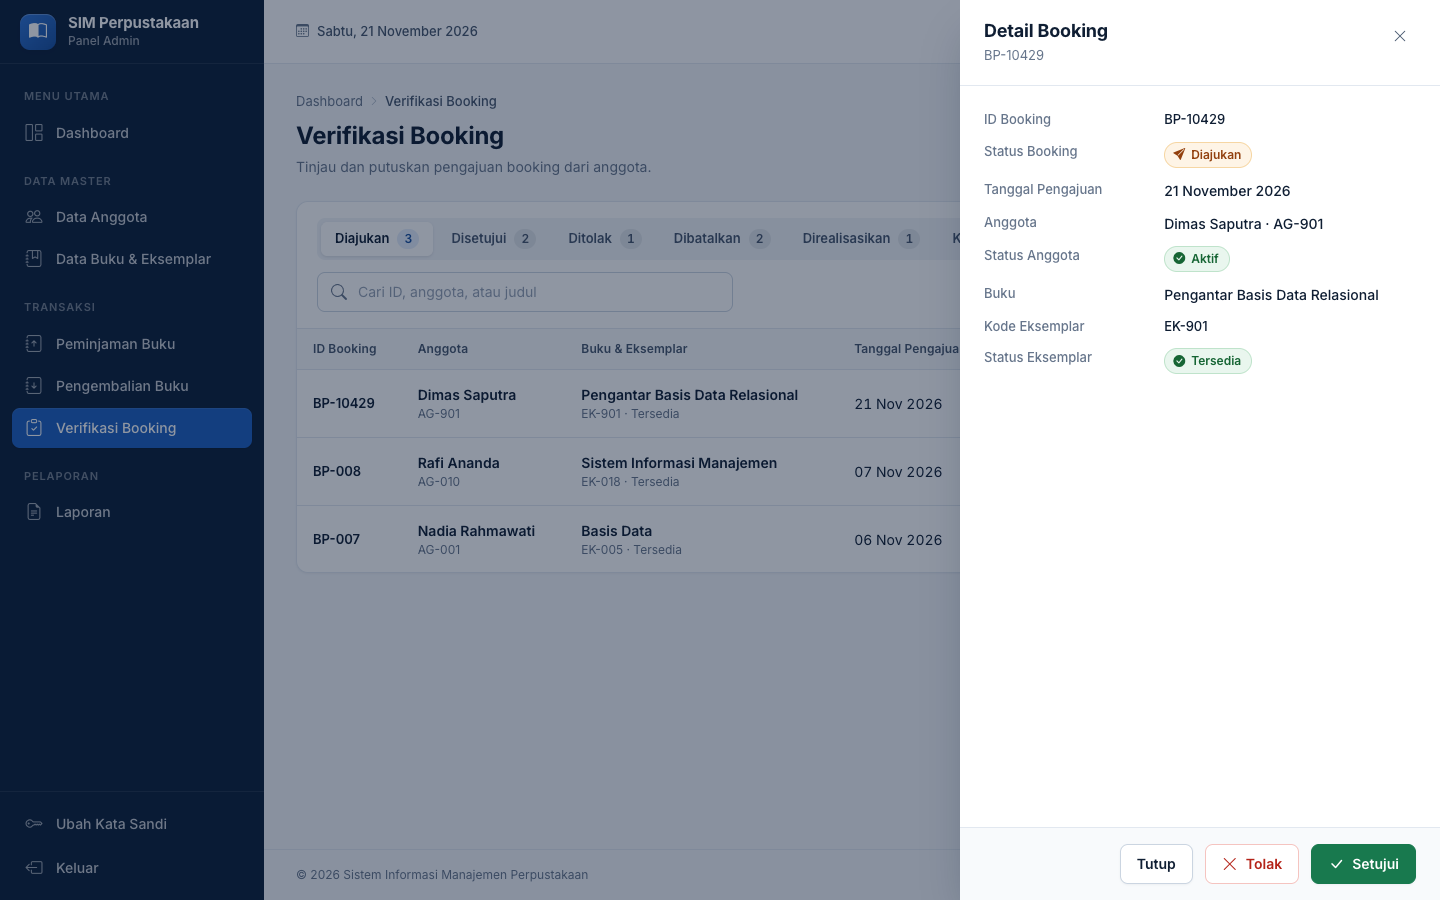 SIM Perpustakaan
Panel Admin
MENU UTAMA
Dashboard
DATA MASTER
Data Anggota
Data Buku & Eksemplar
TRANSAKSI
Peminjaman Buku
Pengembalian Buku
Verifikasi Booking
PELAPORAN
Laporan
Ubah Kata Sandi
Keluar
Sabtu, 21 November 2026
Dashboard Verifikasi Booking
Verifikasi Booking
Tinjau dan putuskan pengajuan booking dari anggota.
Diajukan 3 Disetujui 2 Ditolak 1 Dibatalkan 2 Direalisasikan 1
Cari ID, anggota, atau judul
ID Booking Anggota Buku & Eksemplar Tanggal
BP-10429 Dimas Saputra Pengantar Basis Data Relasional 21 Nov 2026
AG-901 EK-901 · Tersedia
BP-008 Rafi Ananda Sistem Informasi Manajemen 07 Nov 2026
AG-010 EK-018 · Tersedia
BP-007 Nadia Rahmawati Basis Data 06 Nov 2026
AG-001 EK-005 · Tersedia
© 2026 Sistem Informasi Manajemen Perpustakaan
Detail Booking
BP-10429
ID Booking BP-10429
Status Booking Diajukan
Tanggal Pengajuan 21 November 2026
Anggota Dimas Saputra · AG-901
Status Anggota Aktif
Buku Pengantar Basis Data Relasional
Kode Eksemplar EK-901
Status Eksemplar Tersedia
Tutup Tolak Setujui